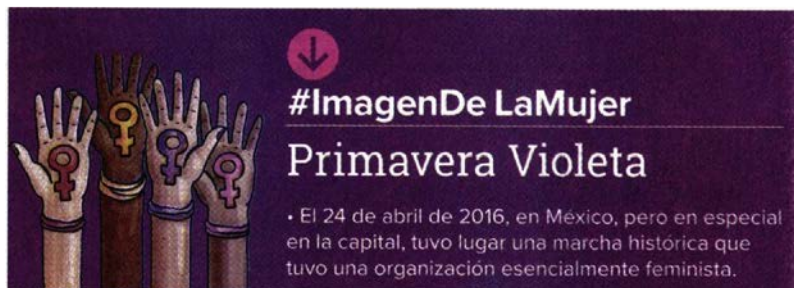 #ImagenDe LaMujer
Primavera Violeta
• El 24 de abril de 2016, en México, pero en especial
en la capital, tuvo lugar una marcha histórica que
tuvo una organización esencialmente feminista.